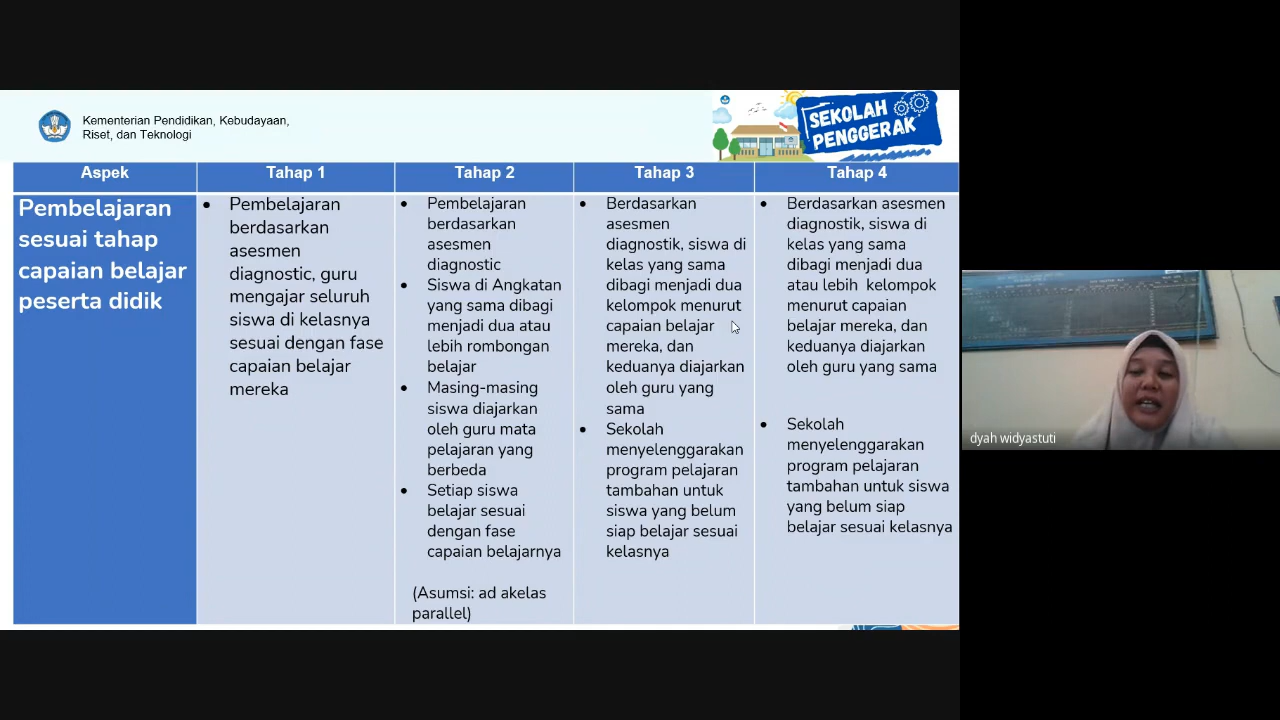 Kementerian Pendidikan, Kebudayaan,
Riset, dan Teknologi
SEKOLAH
PENGGERAK
Aspek
Tahap 1
Tahap 2
Tahap 3
Tahap 4
Pembelajaran
sesuai tahap
capaian belajar
peserta didik
• Pembelajaran
berdasarkan
asesmen
diagnostic, guru
mengajar seluruh
siswa di kelasnya
sesuai dengan fase
capaian belajar
mereka
• Pembelajaran
berdasarkan
asesmen
diagnostic
• Siswa di Angkatan
yang sama dibagi
menjadi dua atau
lebih rombongan
belajar
• Masing-masing
siswa diajarkan
oleh guru mata
pelajaran yang
berbeda
• Setiap siswa
belajar sesuai
dengan fase
capaian belajarnya
(Asumsi: ad akelas
parallel)
• Berdasarkan
asesmen
diagnostik, siswa di
kelas yang sama
dibagi menjadi dua
kelompok menurut
capaian belajar
mereka, dan
keduanya diajarkan
oleh guru yang
sama
• Sekolah
menyelenggarakan
program pelajaran
tambahan untuk
siswa yang belum
siap belajar sesuai
kelasnya
• Berdasarkan asesmen
diagnostik, siswa di
kelas yang sama
dibagi menjadi dua
atau lebih kelompok
menurut capaian
belajar mereka, dan
keduanya diajarkan
oleh guru yang sama
• Sekolah
menyelenggarakan
program pelajaran
tambahan untuk siswa
yang belum siap
belajar sesuai kelasnya
dyah widyastuti